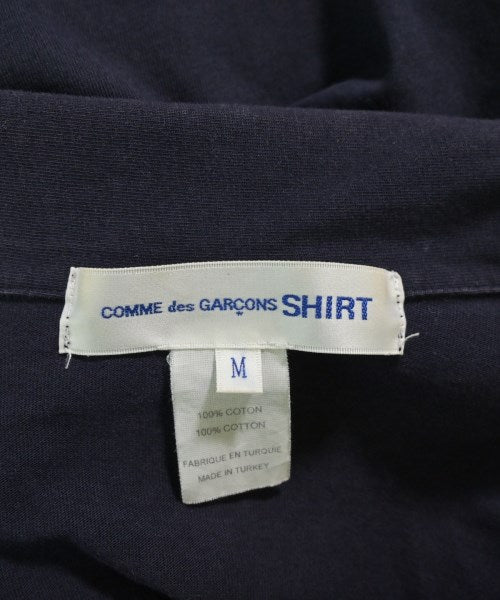 COMME des GARÇONS SHIRT
M
100% COTON
100% COTTON
FABRIQUE EN TURQUIE
MADE IN TURKEY